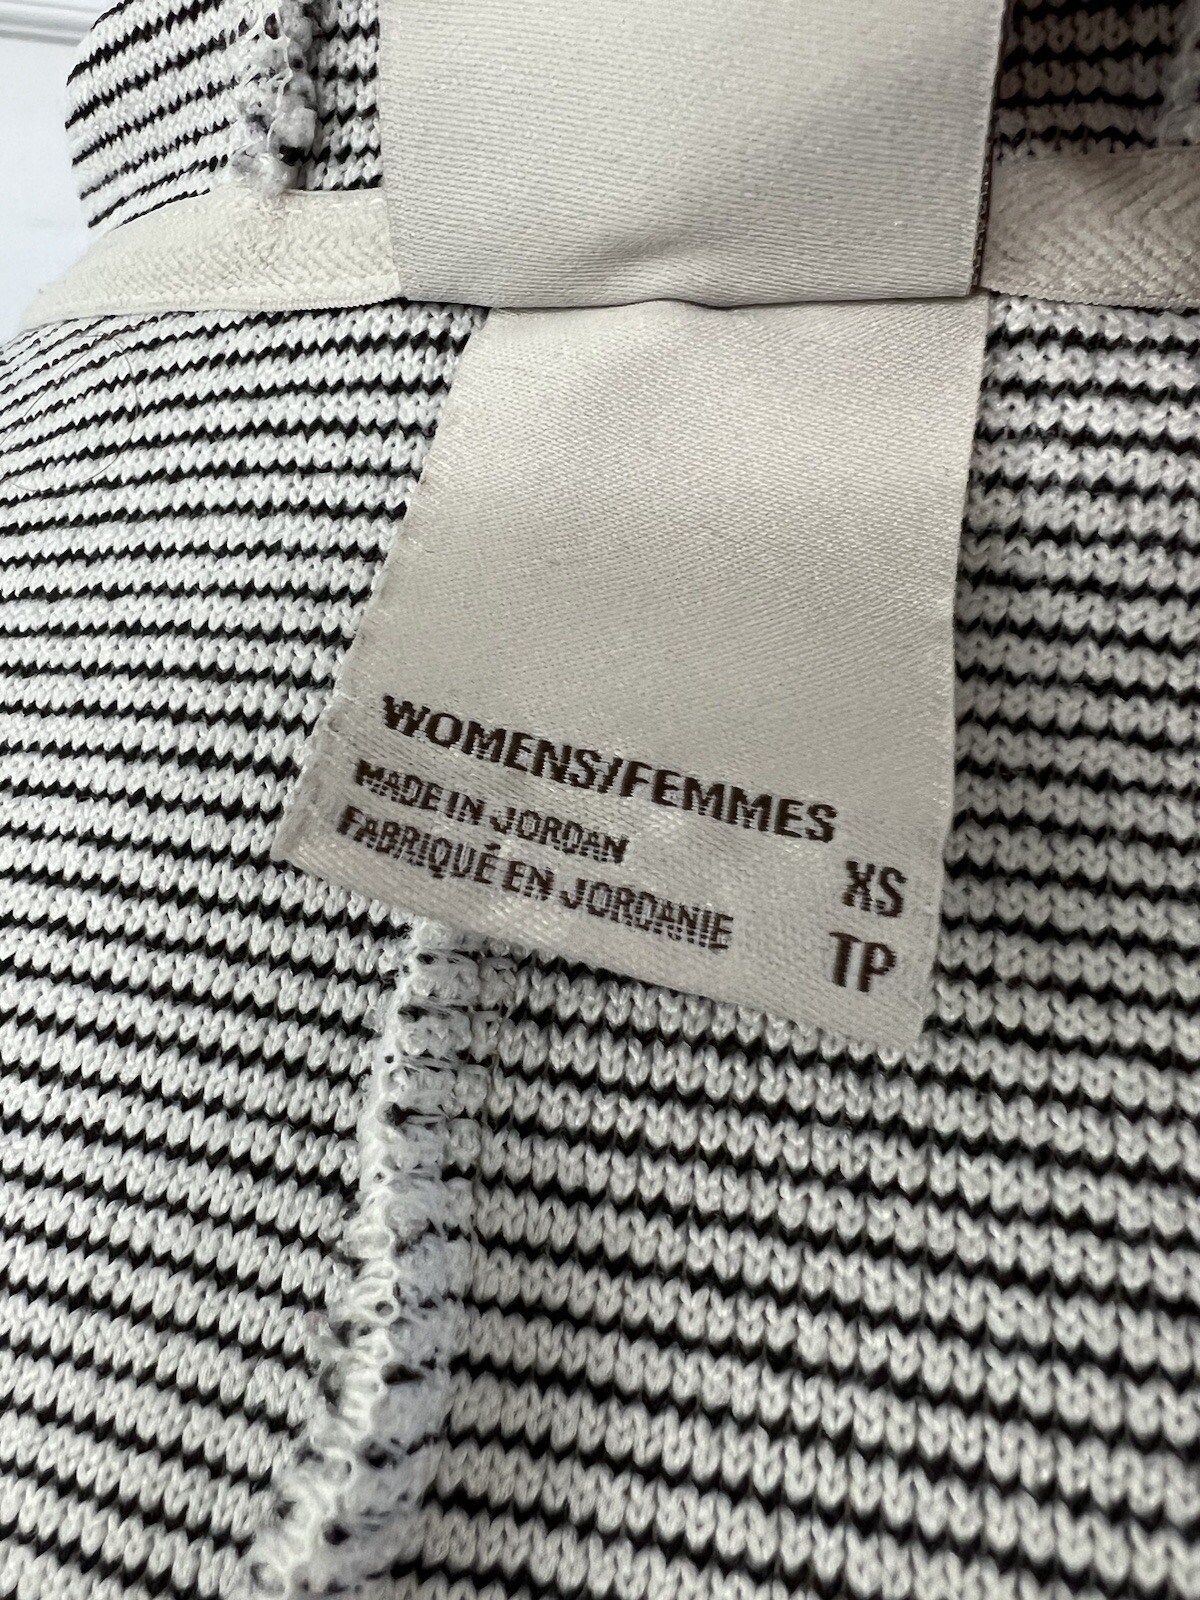 WOMENS/FEMMES
MADE IN JORDAN
XS
FABRIQUÉ EN JORDANIE
TP